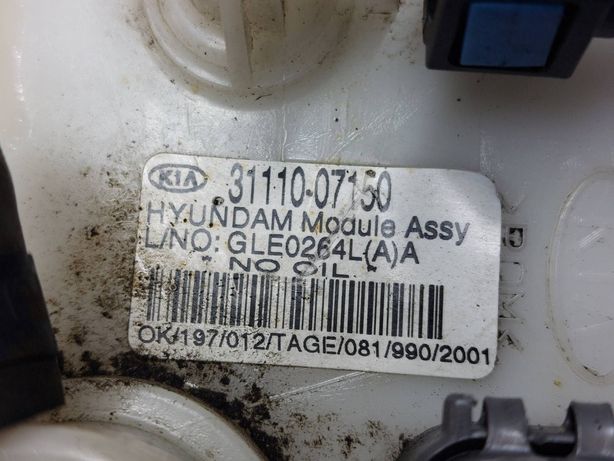 KIA 31110-07150
HYUNDAM Module Assy
L/NO: GLE0264L(A)A
" NO OIL "
OK/197/012/TAGE/081/990/2001